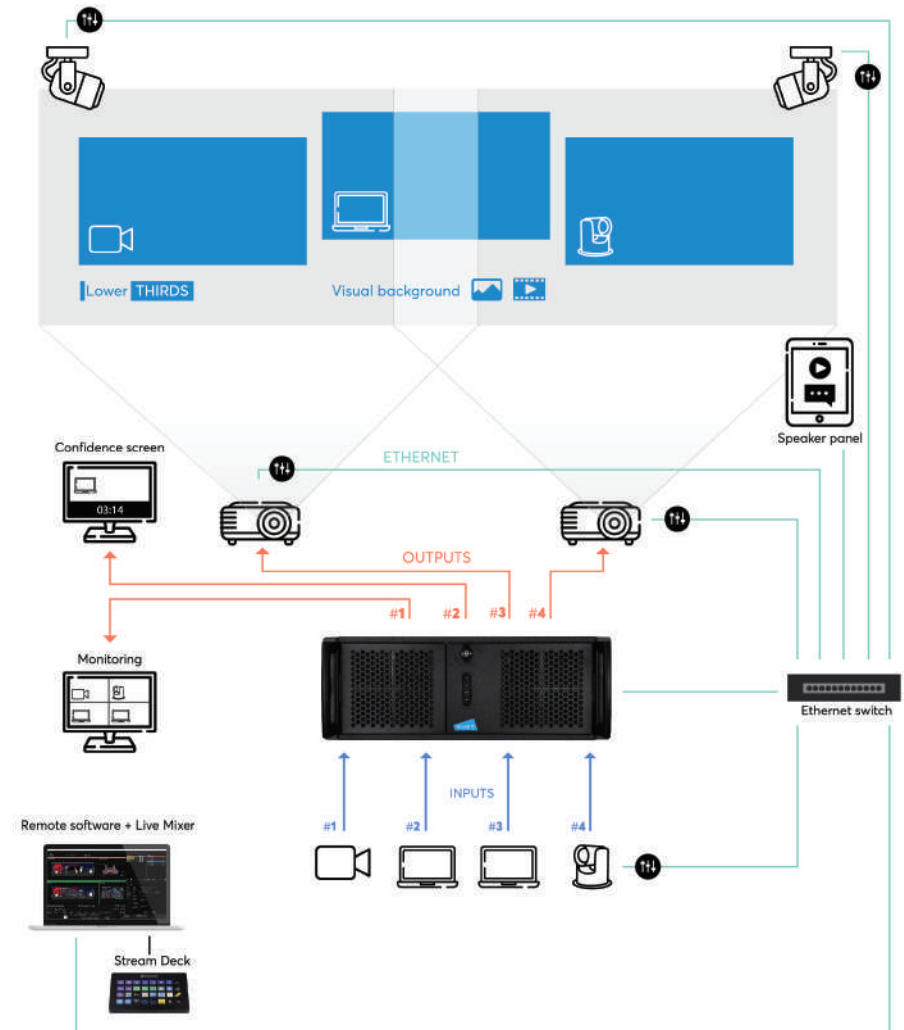 Lower THIRDS
Visual background
Speaker panel
Confidence screen
03:14
ETHERNET
OUTPUTS
#1 #2 #3 #4
Monitoring
Ethernet switch
INPUTS
#1 #2 #3 #4
Remote software + Live Mixer
Stream Deck